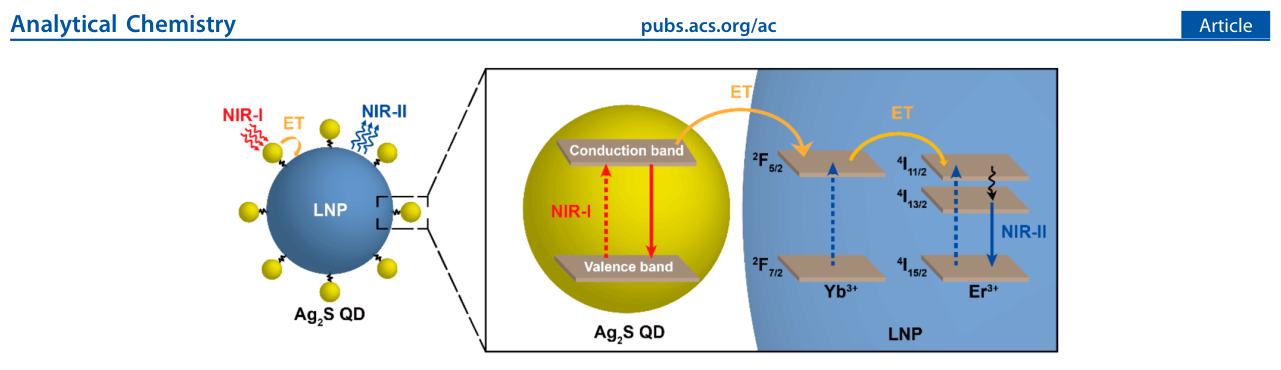 Analytical Chemistry
pubs.acs.org/ac
Article
NIR-I
ET
NIR-II
LNP
Ag₂S QD
ET
ET
Conduction band
NIR-I
Valence band
Ag₂S QD
²F₅/₂
²F₇/₂
Yb³⁺
⁴I₁₁/₂
⁴I₁₃/₂
NIR-II
⁴I₁₅/₂
Er³⁺
LNP